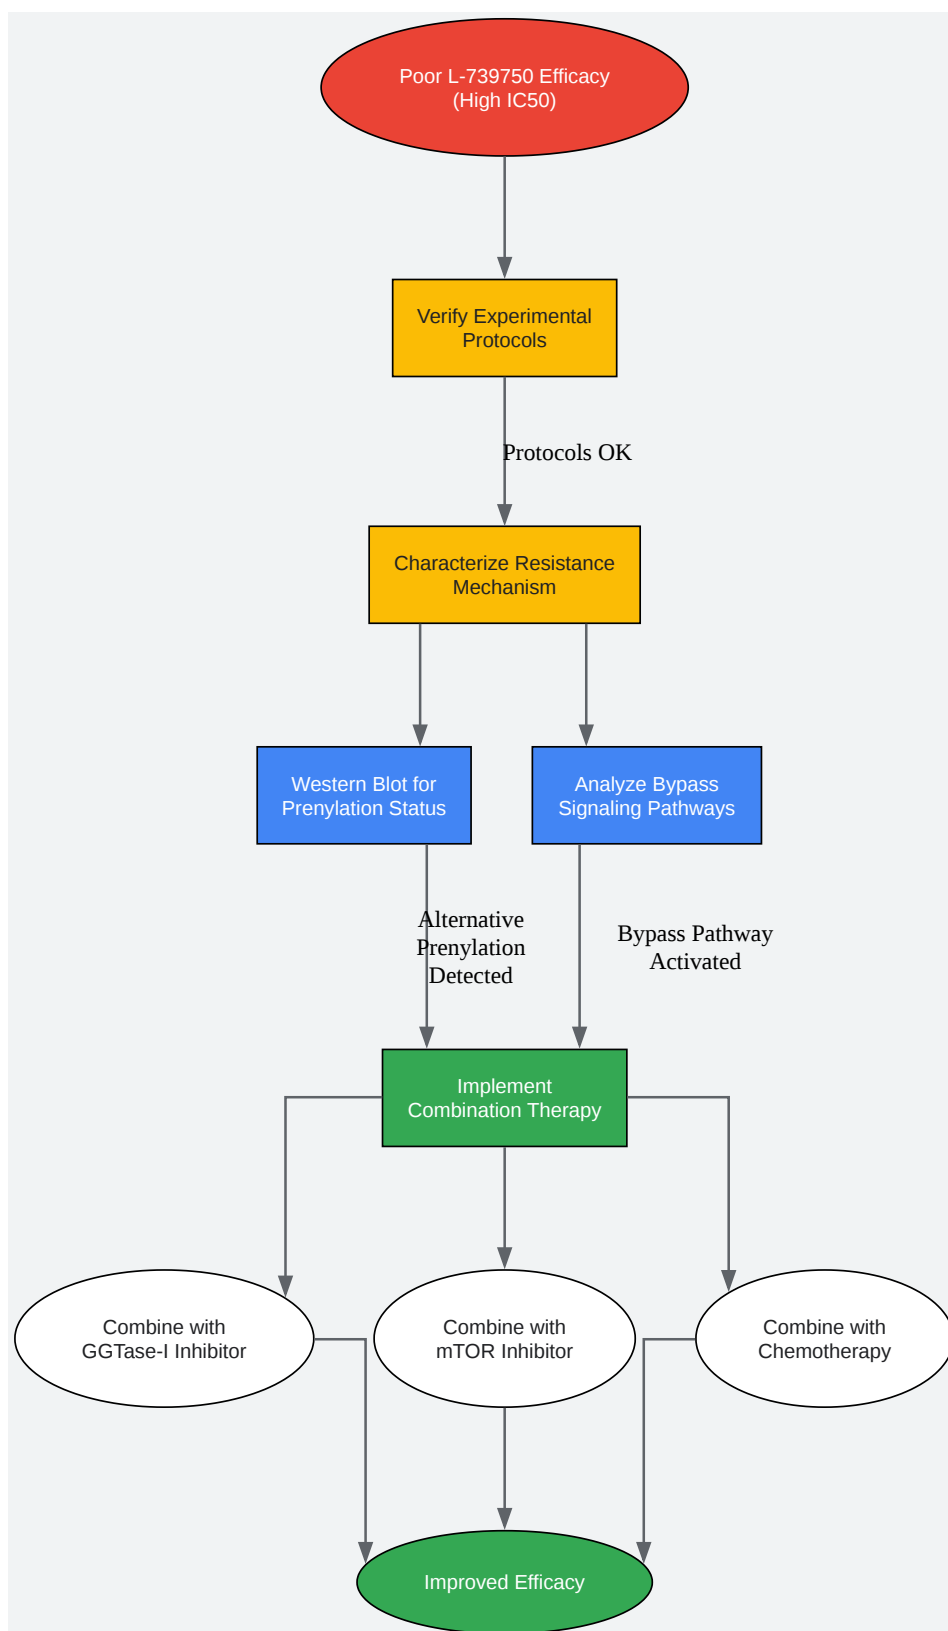 Poor L-739750 Efficacy
(High IC50)
Verify Experimental
Protocols
Protocols OK
Characterize Resistance
Mechanism
Western Blot for
Prenylation Status
Analyze Bypass
Signaling Pathways
Alternative
Prenylation
Detected
Bypass Pathway
Activated
Implement
Combination Therapy
Combine with
GGTase-I Inhibitor
Combine with
mTOR Inhibitor
Combine with
Chemotherapy
Improved Efficacy